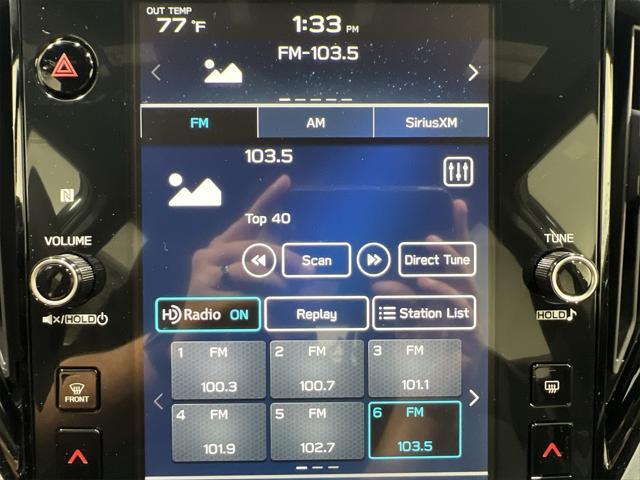 OUT TEMP
77 °F
1:33 PM
FM-103.5
FM
AM
SiriusXM
103.5
Top 40
VOLUME
TUNE
Scan
Direct Tune
HD Radio ON
Replay
Station List
HOLD
HOLD
1 FM
100.3
2 FM
100.7
3 FM
101.1
FRONT
4 FM
101.9
5 FM
102.7
6 FM
103.5